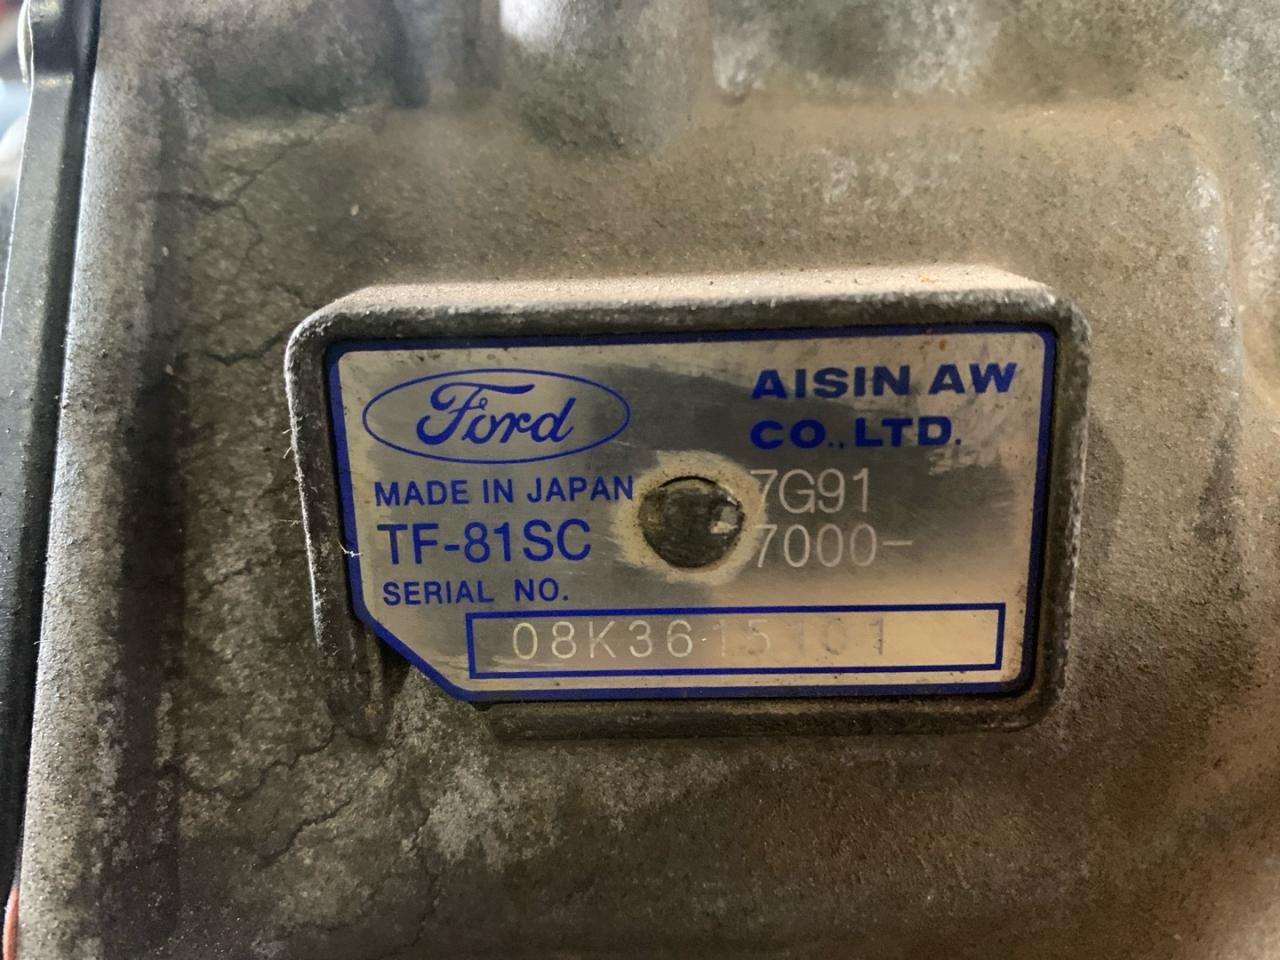 Ford
AISIN AW
CO.,LTD.
MADE IN JAPAN
7G91
TF-81SC
7000-
SERIAL NO.
08K3615101